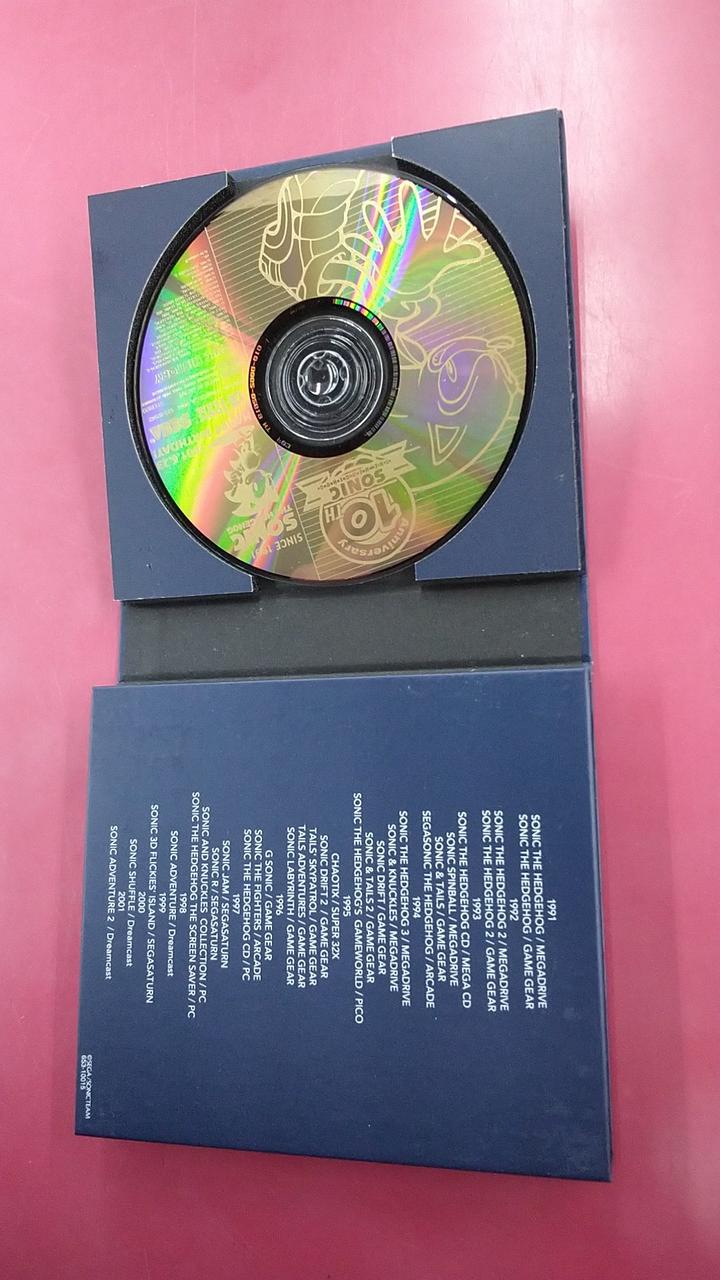 1991
SONIC THE HEDGEHOG / MEGADRIVE
SONIC THE HEDGEHOG / GAME GEAR
1992
SONIC THE HEDGEHOG 2 / MEGADRIVE
SONIC THE HEDGEHOG 2 / GAME GEAR
1993
SONIC THE HEDGEHOG CD / MEGA CD
SONIC SPINBALL / MEGADRIVE
SONIC & TAILS / GAME GEAR
SEGASONIC THE HEDGEHOG / ARCADE
1994
SONIC THE HEDGEHOG 3 / MEGADRIVE
SONIC & KNUCKLES / MEGADRIVE
SONIC DRIFT / GAME GEAR
SONIC & TAILS 2 / GAME GEAR
SONIC THE HEDGEHOG'S GAMEWORLD / PICO
1995
CHAOTIX / SUPER 32X
SONIC DRIFT 2 / GAME GEAR
TAILS' SKYPATROL / GAME GEAR
TAILS ADVENTURES / GAME GEAR
SONIC LABYRINTH / GAME GEAR
1996
G SONIC / GAME GEAR
SONIC THE FIGHTERS / ARCADE
SONIC THE HEDGEHOG CD / PC
1997
SONIC JAM / SEGASATURN
SONIC R / SEGASATURN
SONIC AND KNUCKLES COLLECTION / PC
SONIC THE HEDGEHOG THE SCREEN SAVER / PC
1998
SONIC ADVENTURE / Dreamcast
1999
SONIC 3D FLICKIES' ISLAND / SEGASATURN
2000
SONIC SHUFFLE / Dreamcast
2001
SONIC ADVENTURE 2 / Dreamcast
©SEGA/SONICTEAM
653-10015
SONIC
10TH
Anniversary
SINCE 1991
SONIC
THE HEDGEHOG
SEGA